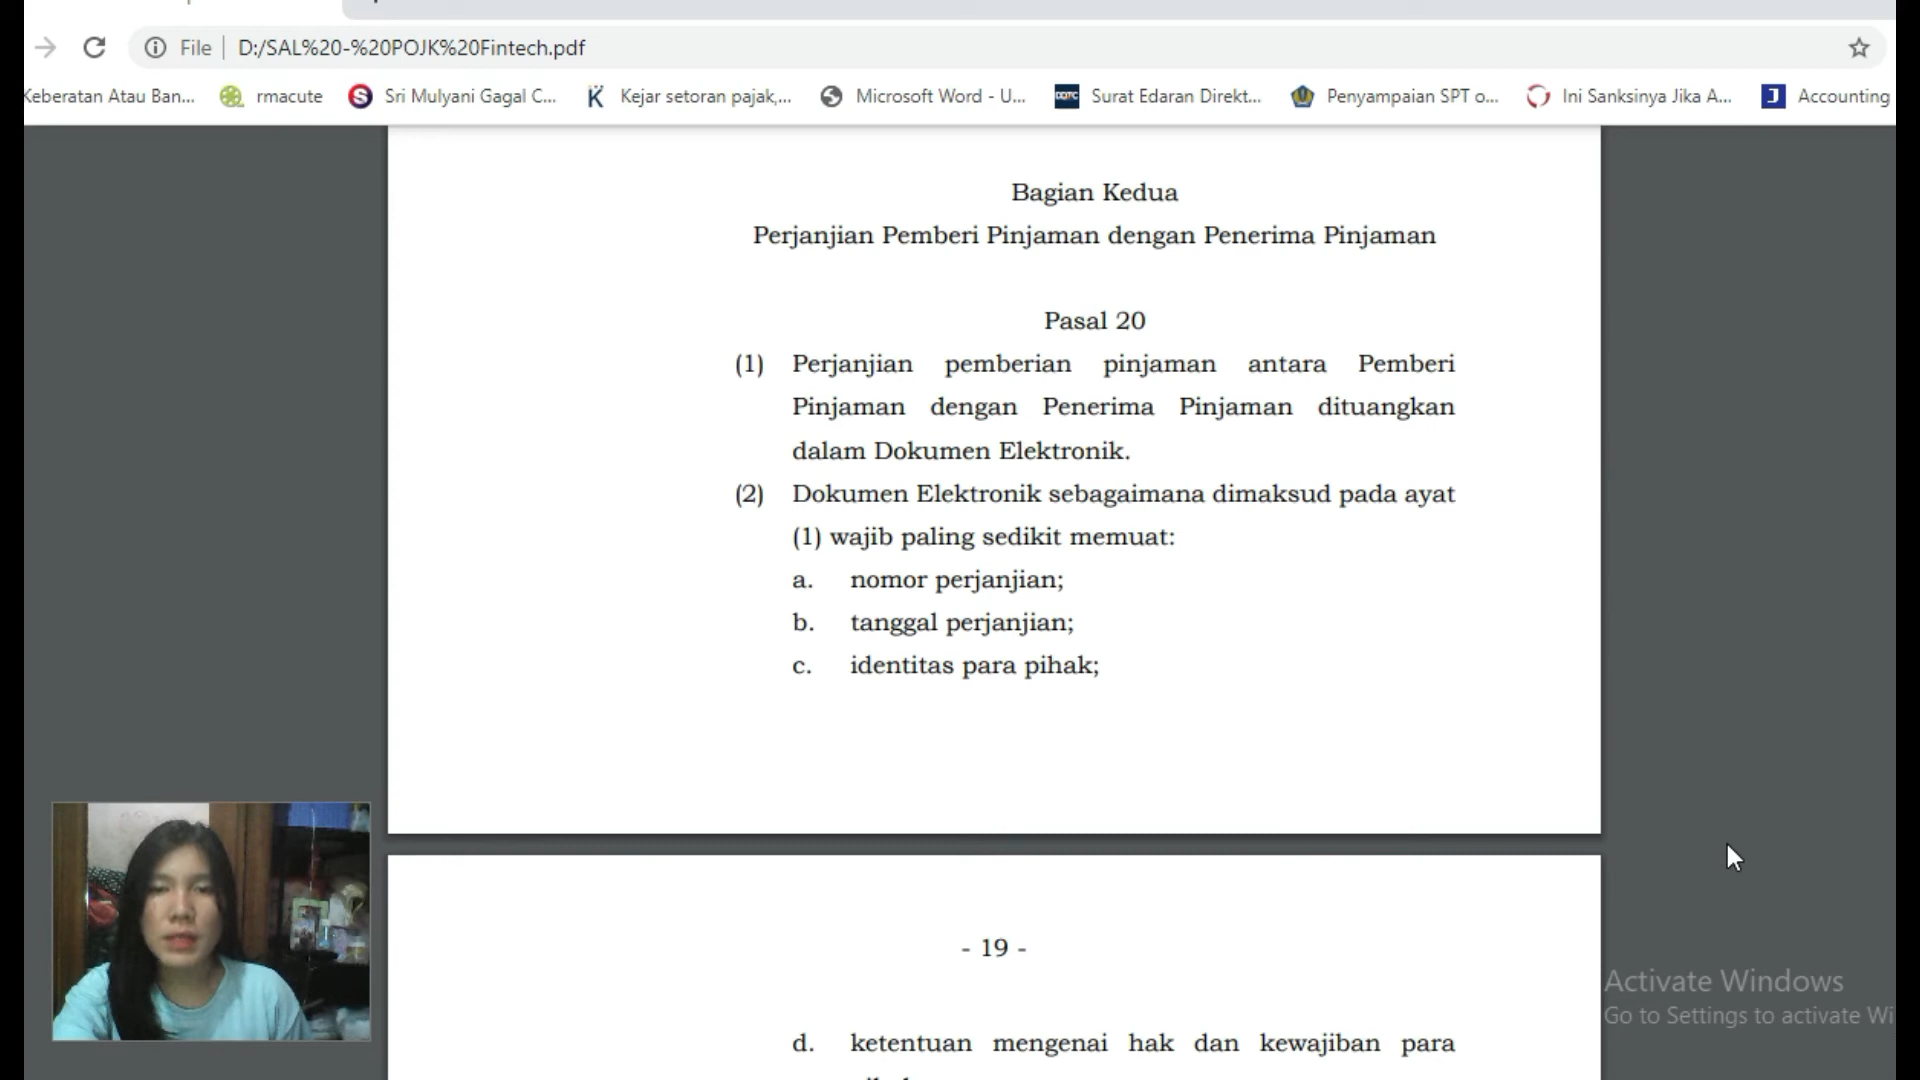 File
D:/SAL%20-%20POJK%20Fintech.pdf
Keberatan Atau Ban...
rmacute
Sri Mulyani Gagal C...
Kejar setoran pajak,...
Microsoft Word - U...
DDTC
Surat Edaran Direkt...
Penyampaian SPT o...
Ini Sanksinya Jika A...
Accounting
Bagian Kedua
Perjanjian Pemberi Pinjaman dengan Penerima Pinjaman
Pasal 20
(1) Perjanjian pemberian pinjaman antara Pemberi
Pinjaman dengan Penerima Pinjaman dituangkan
dalam Dokumen Elektronik.
(2) Dokumen Elektronik sebagaimana dimaksud pada ayat
(1) wajib paling sedikit memuat:
a. nomor perjanjian;
b. tanggal perjanjian;
c. identitas para pihak;
- 19 -
d. ketentuan mengenai hak dan kewajiban para
Activate Windows
Go to Settings to activate Wi